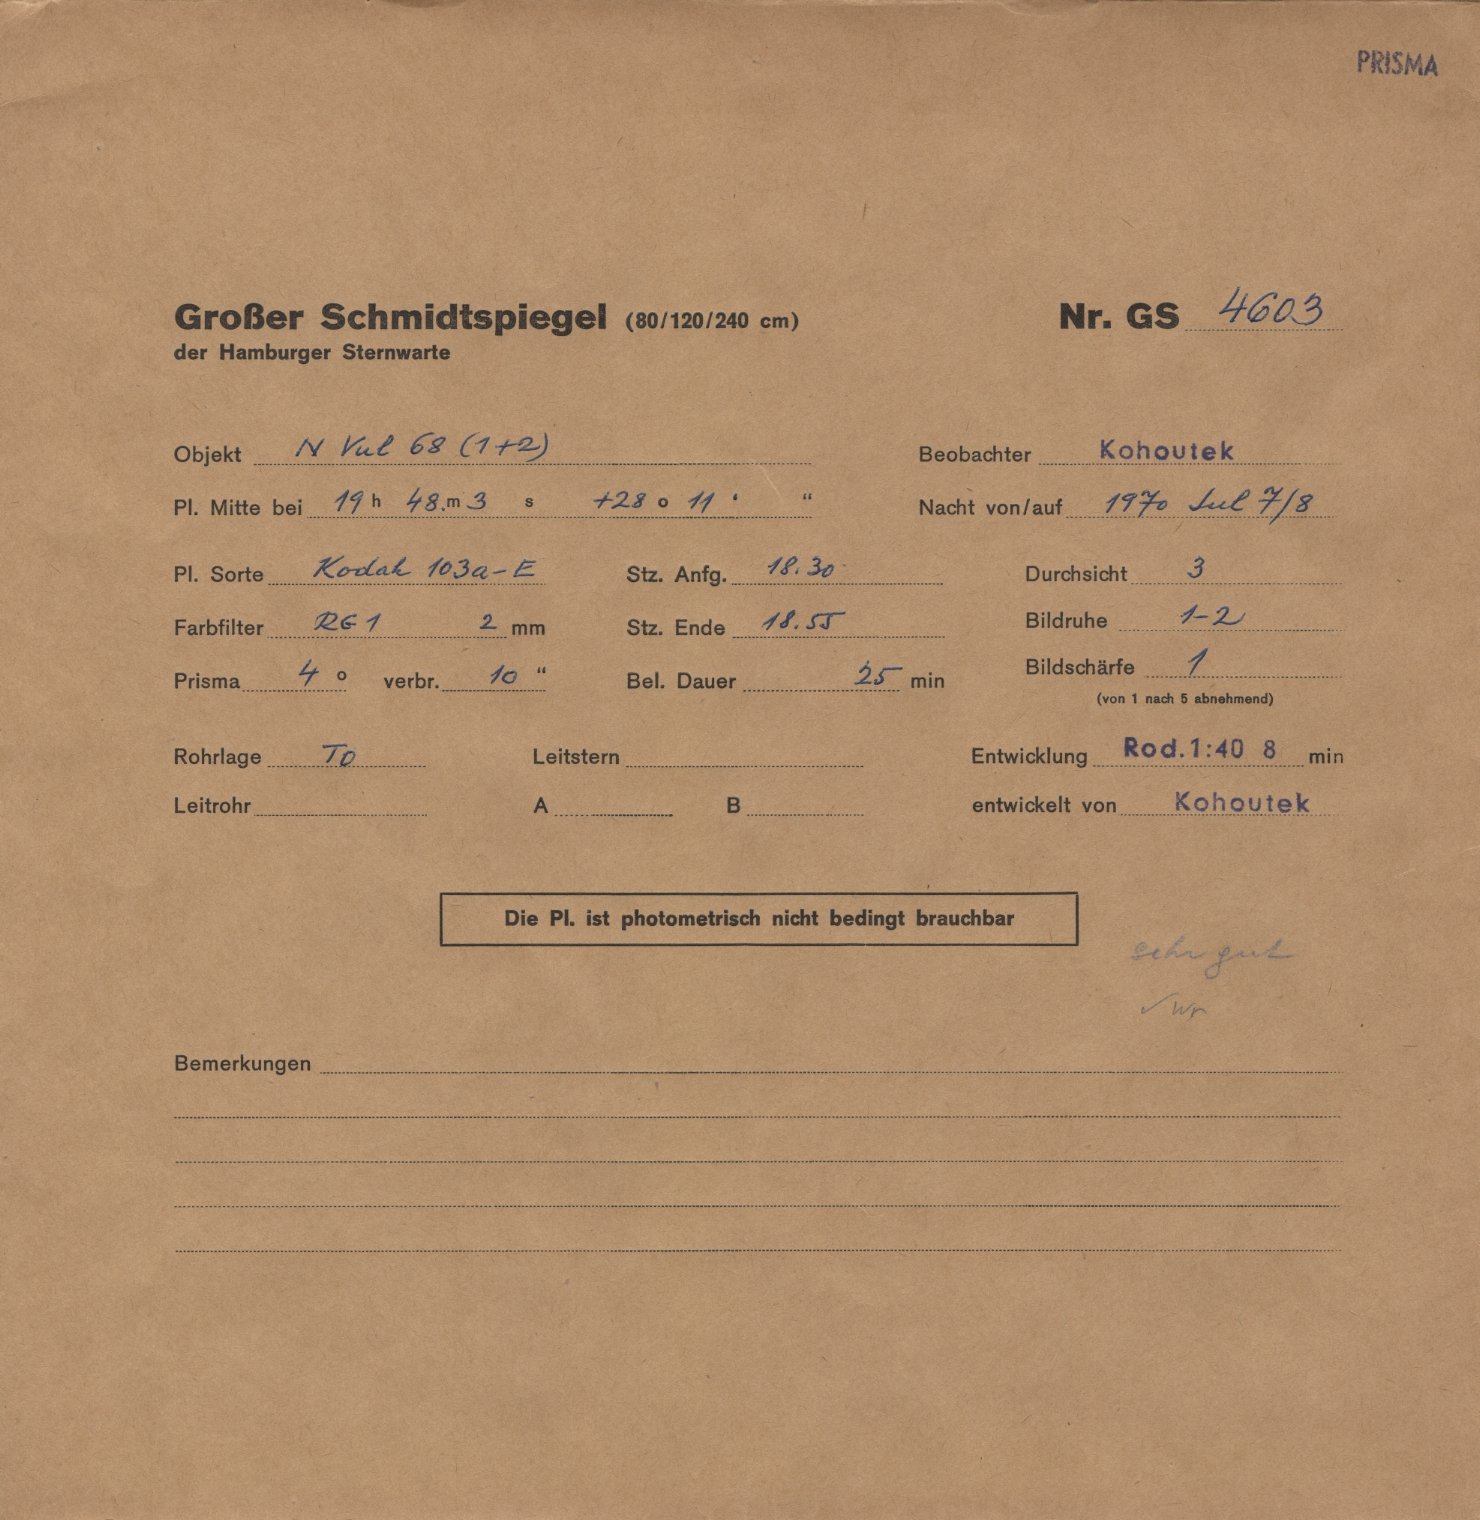 PRISMA
Großer Schmidtspiegel (80/120/240 cm) Nr. GS 4603
der Hamburger Sternwarte
Objekt N Vul 68 (1+2) Beobachter Kohoutek
Pl. Mitte bei 19 h 48.m 3 s +28 o 11 ‘ “ Nacht von/auf 1970 Jul 7/8
Pl. Sorte Kodak 103a-E Stz. Anfg. 18.30 Durchsicht 3
Farbfilter RG1 2 mm Stz. Ende 18.55 Bildruhe 1-2
Prisma 4 o verbr. 10 “ Bel. Dauer 25 min Bildschärfe 1
(von 1 nach 5 abnehmend)
Rohrlage TO Leitstern Entwicklung Rod.1:40 8 min
Leitrohr A B entwickelt von Kohoutek
Die Pl. ist photometrisch nicht bedingt brauchbar
sehr gut
✓ Wr
Bemerkungen